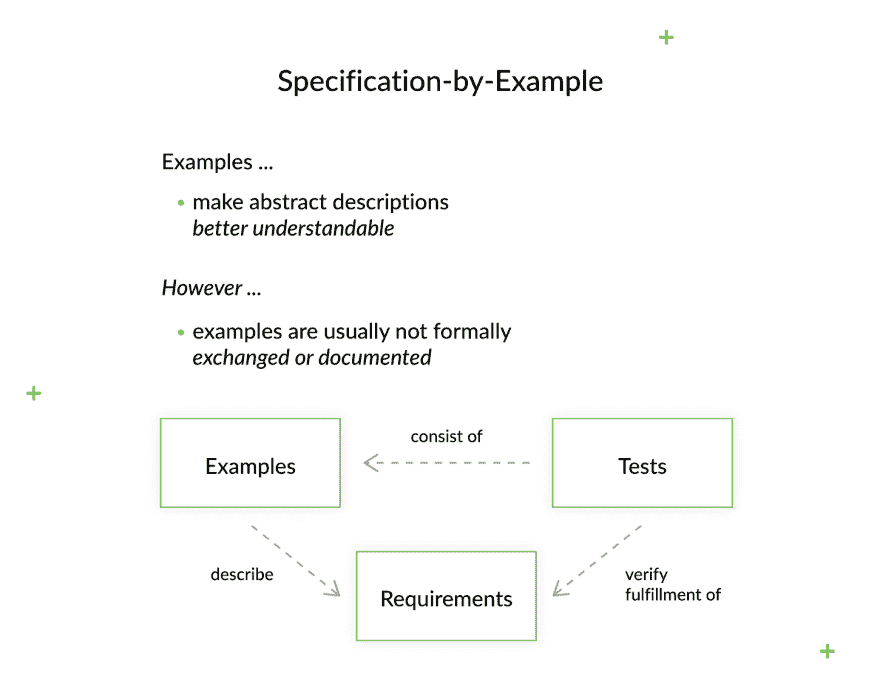 Specification-by-Example
Examples ...
• make abstract descriptions
better understandable
However ...
• examples are usually not formally
exchanged or documented
consist of
Examples
Tests
describe
verify
fulfillment of
Requirements